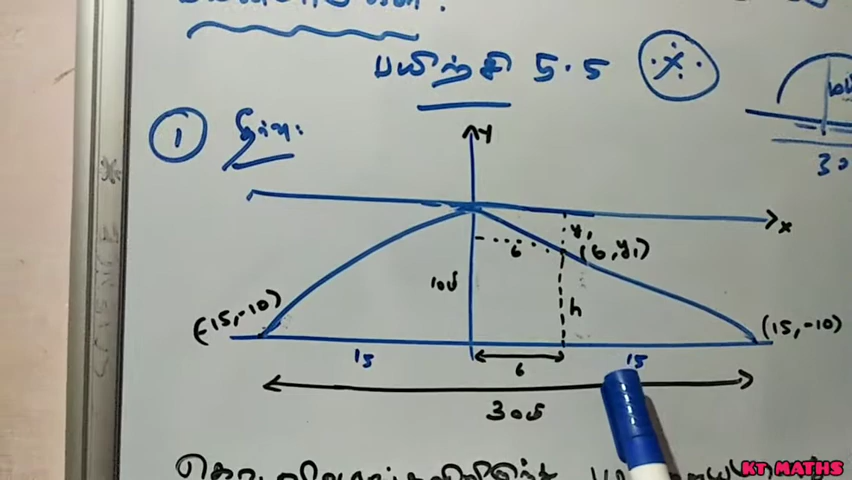 பயிற்சி 5.5
① தீர்வு:
30
y
x
y₁
6
(6, y₁)
10மீ
h
(-15, -10)
(15, -10)
15
6
15
30மீ
KT MATHS